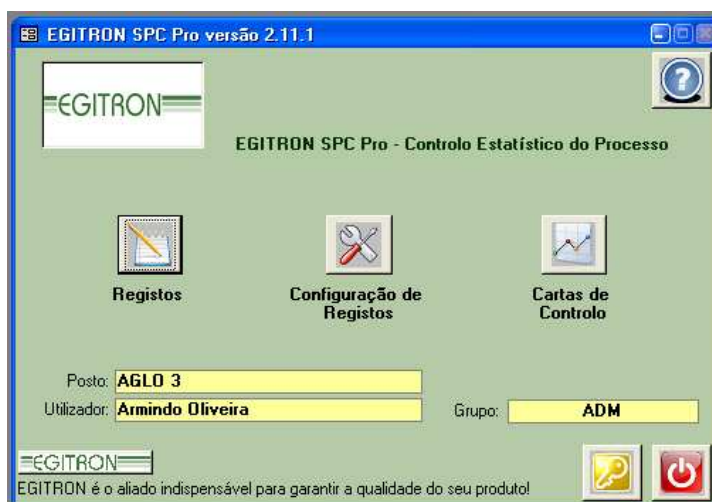 EGITRON SPC Pro versão 2.11.1
EGITRON
EGITRON SPC Pro - Controlo Estatístico do Processo
Registos
Configuração de
Registos
Cartas de
Controlo
Posto: AGLO 3
Utilizador: Armindo Oliveira
Grupo: ADM
EGITRON
EGITRON é o aliado indispensável para garantir a qualidade do seu produto!